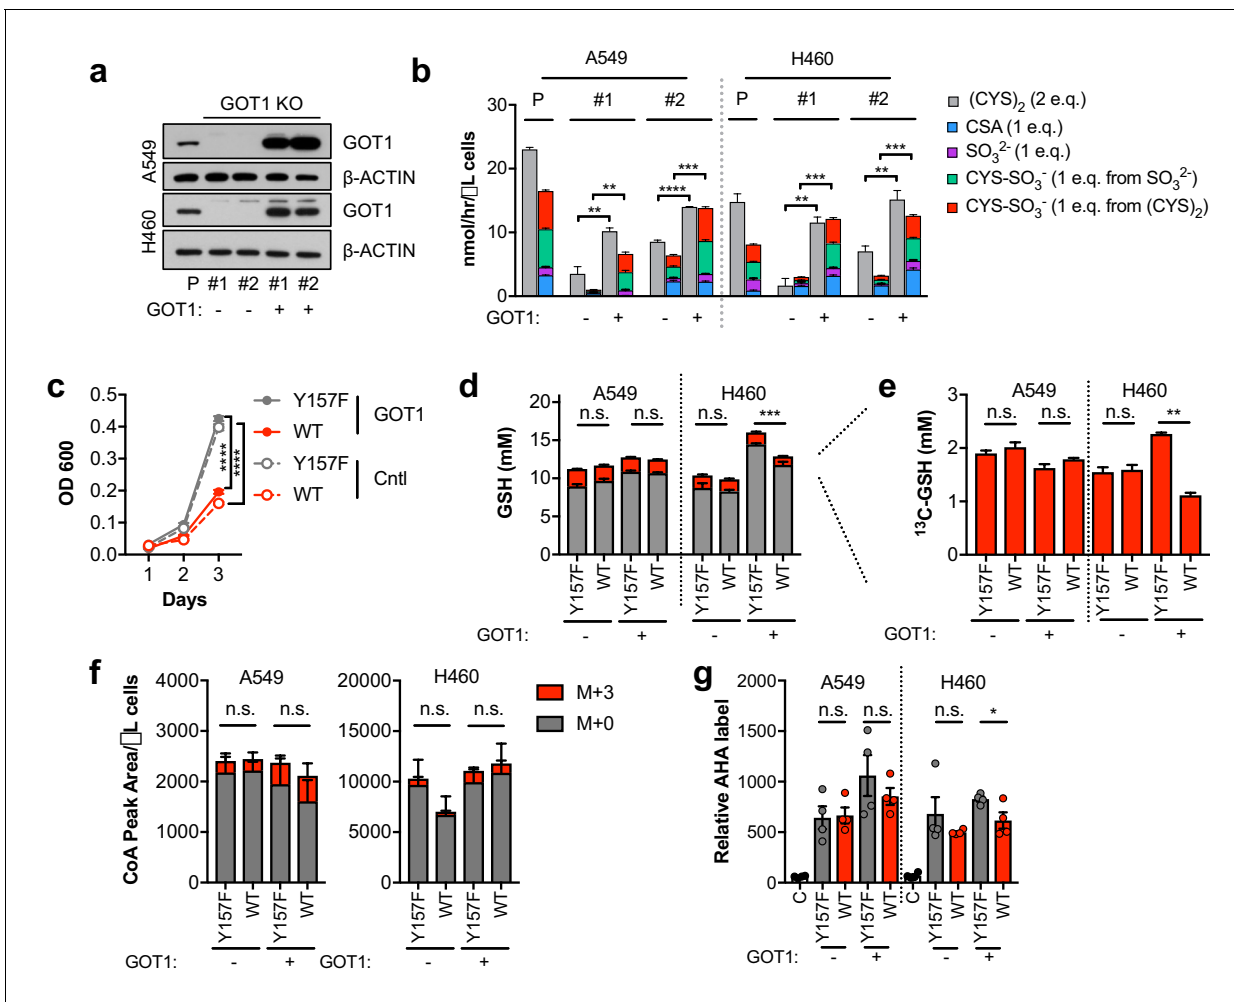 a
GOT1 KO
A549
GOT1
β-ACTIN
H460
GOT1
β-ACTIN
P #1 #2 #1 #2
GOT1: - - + +
b
A549 H460
P #1 #2 P #1 #2
nmol/hr/□L cells
30
20
10
0
** ** **** *** ** *** ** ***
GOT1: - + - + - + - +
(CYS)₂ (2 e.q.)
CSA (1 e.q.)
SO₃²⁻ (1 e.q.)
CYS-SO₃⁻ (1 e.q. from SO₃²⁻)
CYS-SO₃⁻ (1 e.q. from (CYS)₂)
c
OD 600
0.5
0.4
0.3
0.2
0.1
0.0
1 2 3
Days
****
****
Y157F
WT
GOT1
Y157F
WT
Cntl
d
A549 H460
n.s. n.s. n.s. ***
GSH (mM)
20
15
10
5
0
Y157F WT Y157F WT Y157F WT Y157F WT
GOT1: - + - +
e
A549 H460
n.s. n.s. n.s. **
¹³C-GSH (mM)
3
2
1
0
Y157F WT Y157F WT Y157F WT Y157F WT
GOT1: - + - +
f
A549
n.s. n.s.
CoA Peak Area/□L cells
4000
3000
2000
1000
0
Y157F WT Y157F WT
GOT1: - +
H460
n.s. n.s.
20000
15000
10000
5000
0
Y157F WT Y157F WT
GOT1: - +
M+3
M+0
g
A549 H460
n.s. n.s. n.s. *
Relative AHA label
2000
1500
1000
500
0
C Y157F WT Y157F WT C Y157F WT Y157F WT
GOT1: - + - +